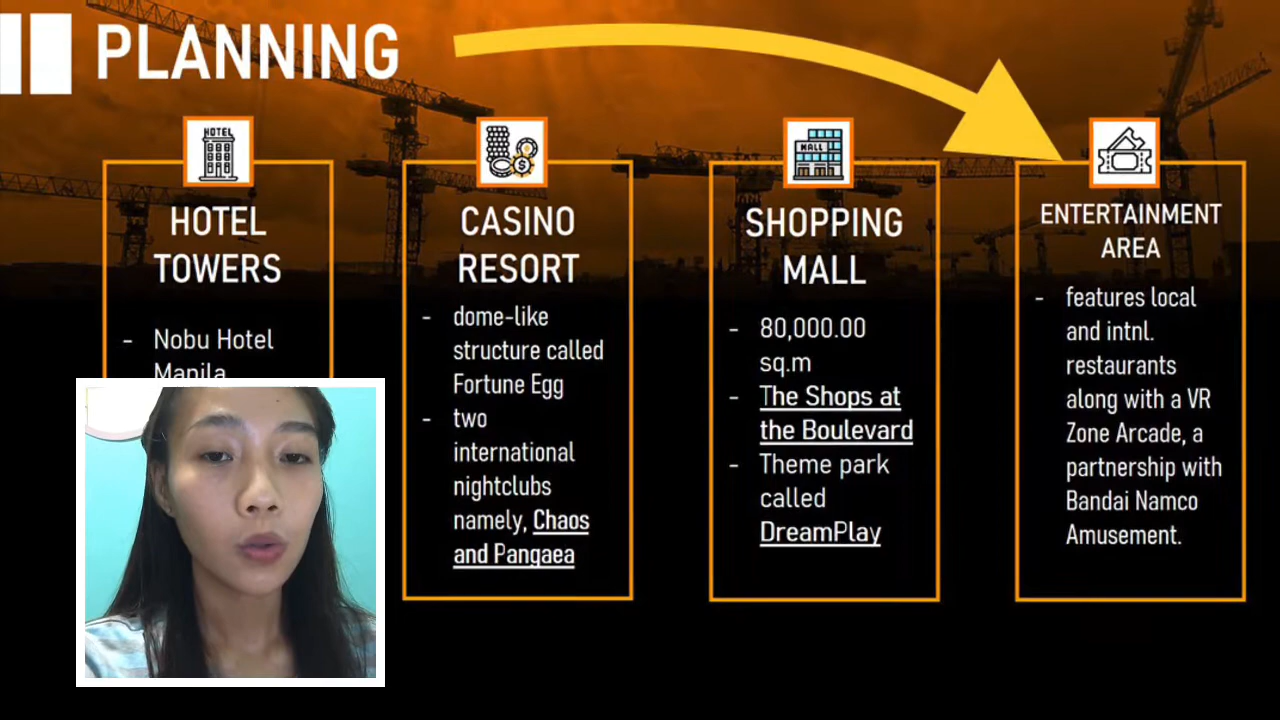 PLANNING
HOTEL
HOTEL
TOWERS
- Nobu Hotel
Manila
CASINO
RESORT
- dome-like
structure called
Fortune Egg
- two
international
nightclubs
namely, Chaos
and Pangaea
MALL
SHOPPING
MALL
- 80,000.00
sq.m
- The Shops at
the Boulevard
- Theme park
called
DreamPlay
ENTERTAINMENT
AREA
- features local
and intnl.
restaurants
along with a VR
Zone Arcade, a
partnership with
Bandai Namco
Amusement.